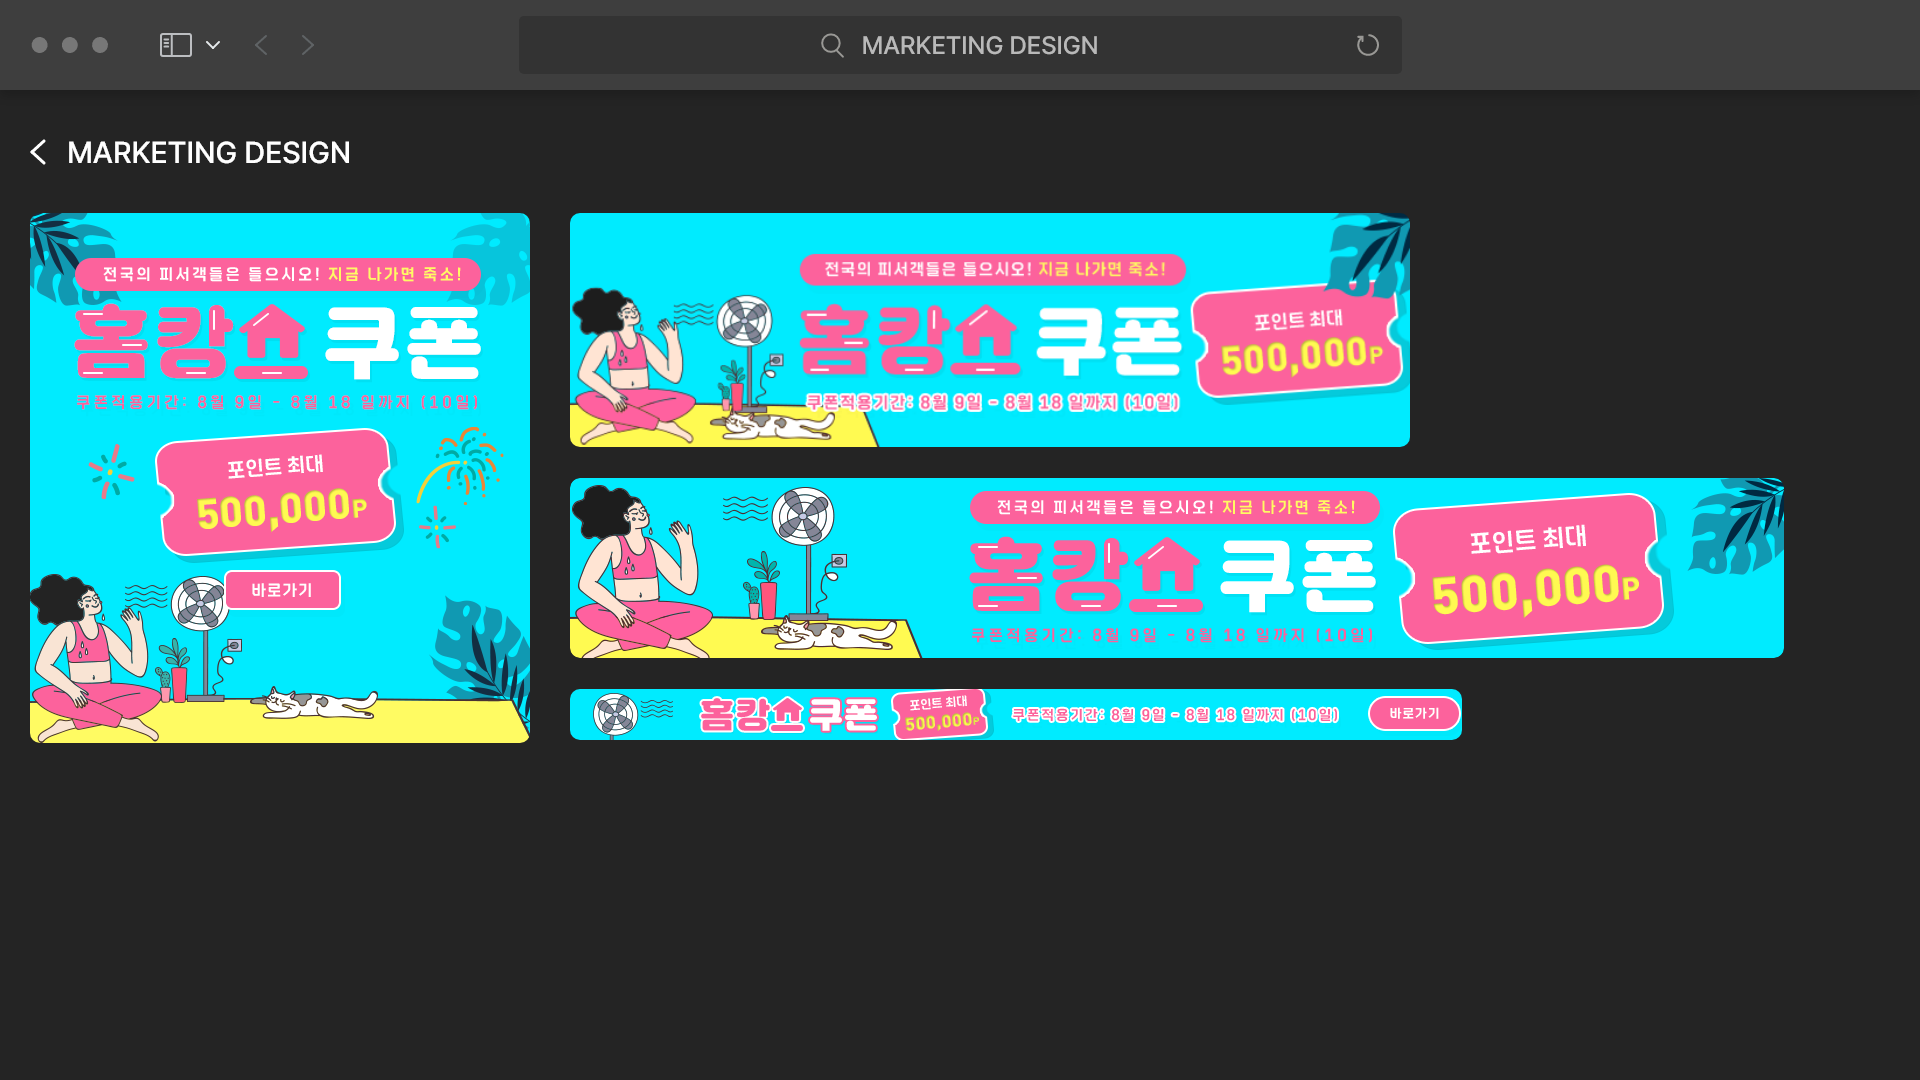 MARKETING DESIGN
MARKETING DESIGN
전국의 피서객들은 들으시오! 지금 나가면 죽소!
홈캉쇼 쿠폰
쿠폰적용기간: 8월 9일 - 8월 18 일까지 (10일)
포인트 최대
500,000P
바로가기
전국의 피서객들은 들으시오! 지금 나가면 죽소!
홈캉쇼 쿠폰
쿠폰적용기간: 8월 9일 - 8월 18 일까지 (10일)
포인트 최대
500,000P
전국의 피서객들은 들으시오! 지금 나가면 죽소!
홈캉쇼 쿠폰
쿠폰적용기간: 8월 9일 - 8월 18 일까지 (10일)
포인트 최대
500,000P
홈캉쇼 쿠폰
포인트 최대
500,000P
쿠폰적용기간: 8월 9일 - 8월 18 일까지 (10일)
바로가기